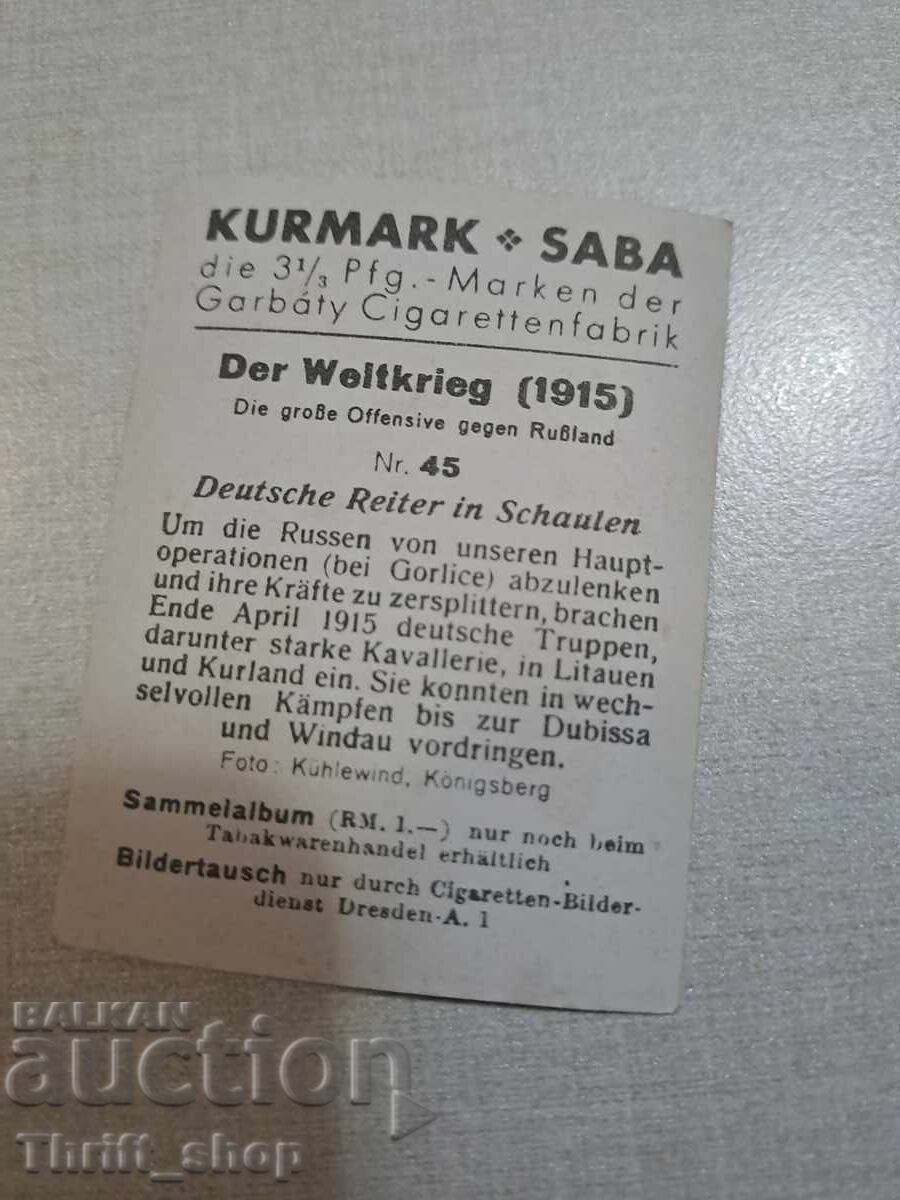 KURMARK ❖ SABA
die 3⅓ Pfg.-Marken der
Garbáty Cigarettenfabrik
Der Weltkrieg (1915)
Die große Offensive gegen Rußland
Nr. 45
Deutsche Reiter in Schaulen
Um die Russen von unseren Haupt-
operationen (bei Gorlice) abzulenken
und ihre Kräfte zu zersplittern, brachen
Ende April 1915 deutsche Truppen,
darunter starke Kavallerie, in Litauen
und Kurland ein. Sie konnten in wech-
selvollen Kämpfen bis zur Dubissa
und Windau vordringen.
Foto: Kühlewind, Königsberg
Sammelalbum (RM. 1.—) nur noch beim
Tabakwarenhandel erhältlich
Bildertausch nur durch Cigaretten-Bilder-
dienst Dresden-A. 1
BALKAN
auction
Thrift_shop